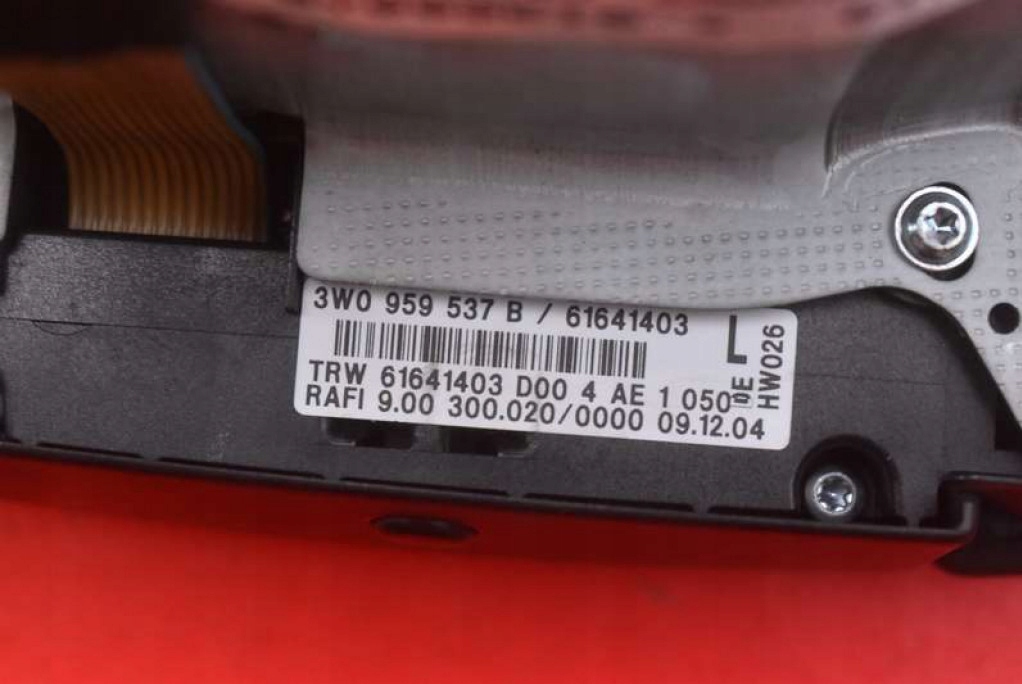 3W0 959 537 B / 61641403
L
HW026
TRW 61641403 D00 4 AE 1 050 DE
RAFI 9.00 300.020/0000 09.12.04